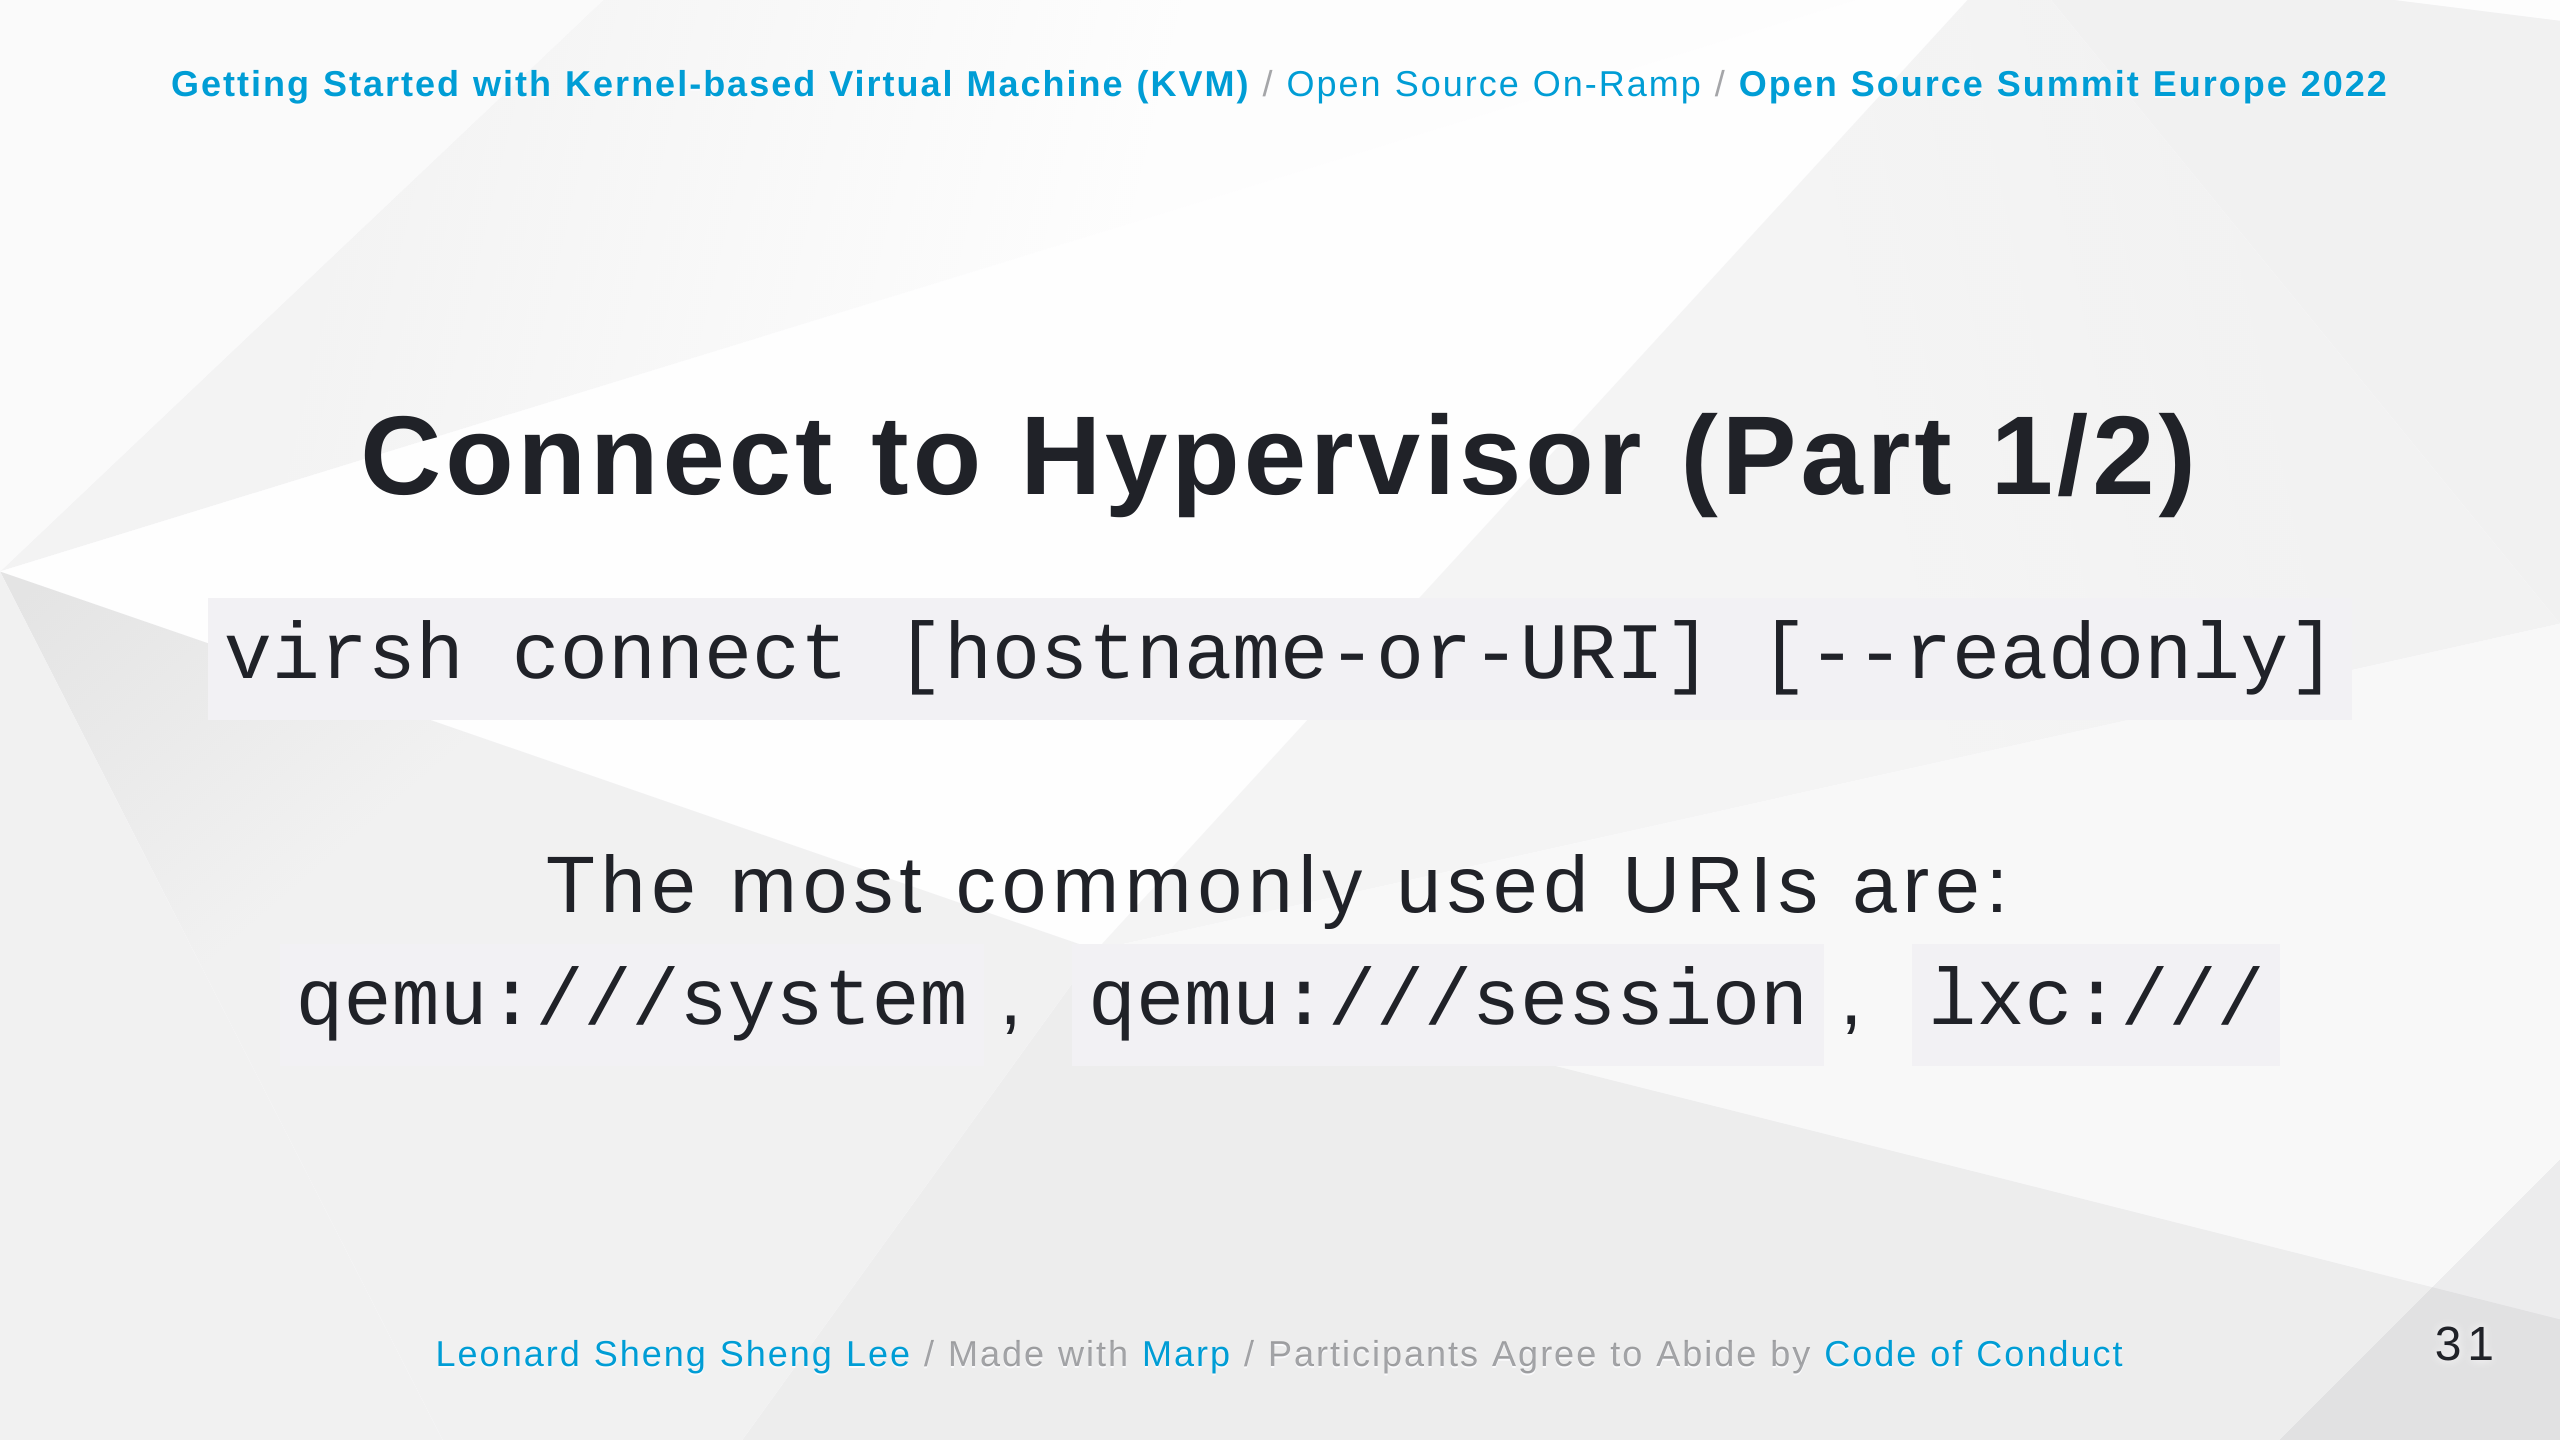 Getting Started with Kernel-based Virtual Machine (KVM) / Open Source On-Ramp / Open Source Summit Europe 2022
Connect to Hypervisor (Part 1/2)
virsh connect [hostname-or-URI] [--readonly]
The most commonly used URIs are:
qemu:///system , qemu:///session , lxc:///
Leonard Sheng Sheng Lee / Made with Marp / Participants Agree to Abide by Code of Conduct
31